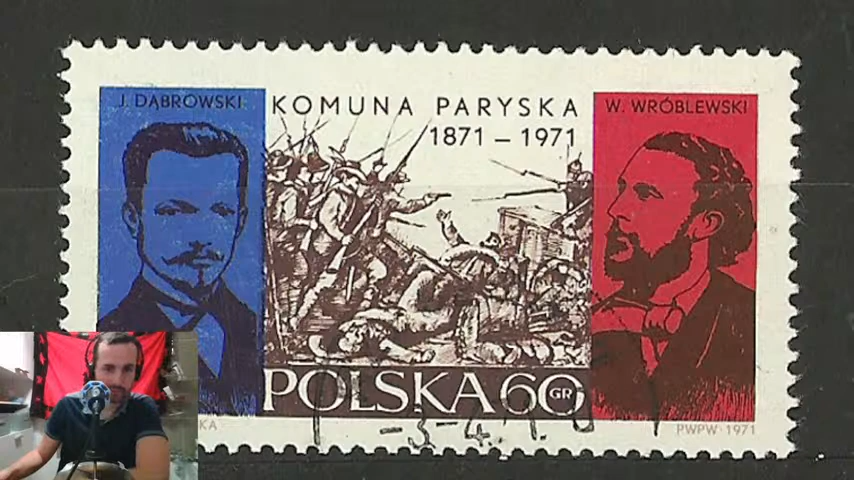 J. DĄBROWSKI
KOMUNA PARYSKA
1871 – 1971
W. WRÓBLEWSKI
POLSKA 60 GR
PWPW • 1971